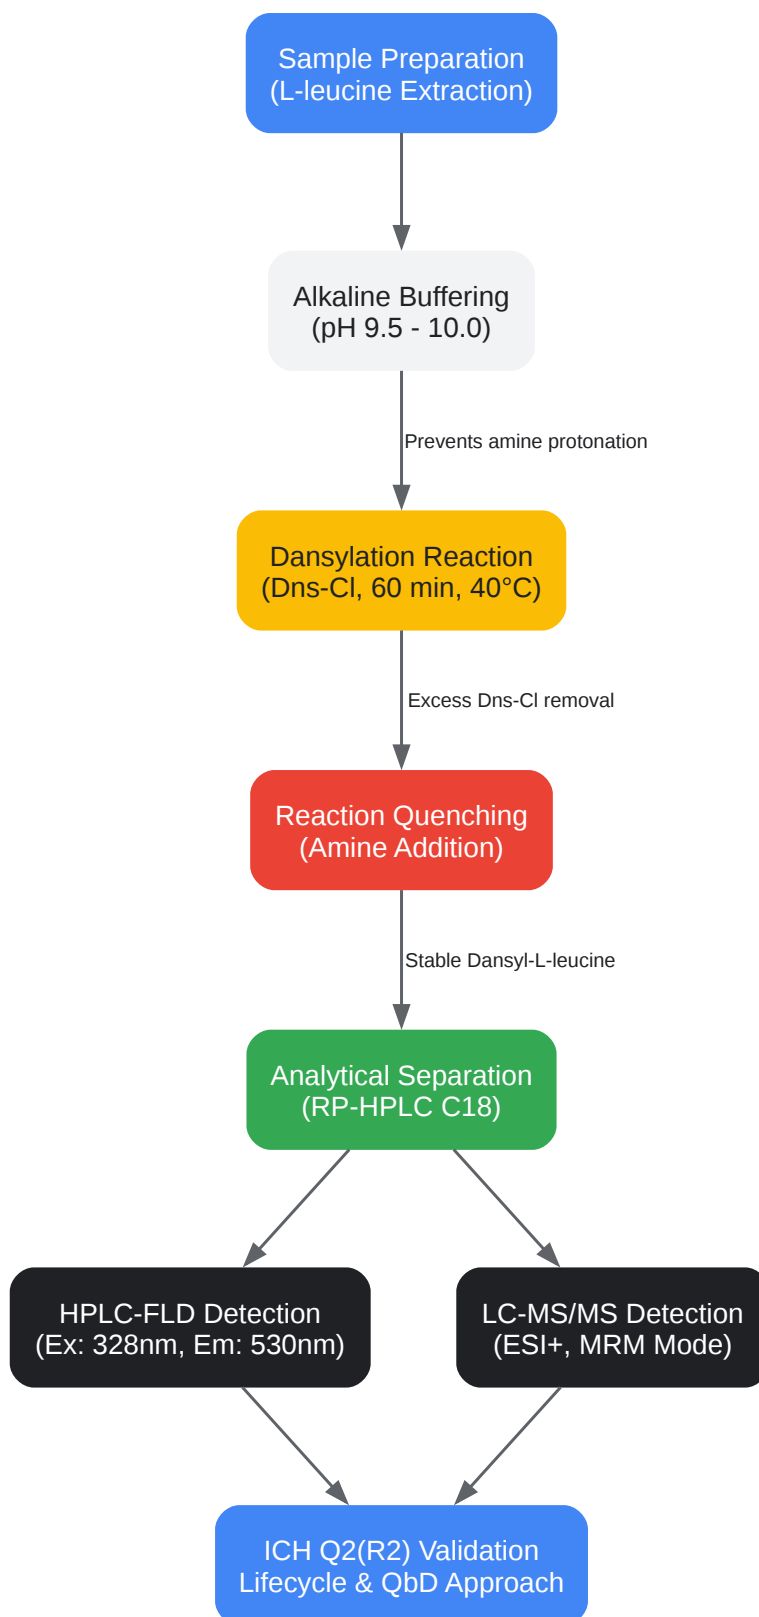 Sample Preparation
(L-leucine Extraction)
Alkaline Buffering
(pH 9.5 - 10.0)
Prevents amine protonation
Dansylation Reaction
(Dns-Cl, 60 min, 40°C)
Excess Dns-Cl removal
Reaction Quenching
(Amine Addition)
Stable Dansyl-L-leucine
Analytical Separation
(RP-HPLC C18)
HPLC-FLD Detection
(Ex: 328nm, Em: 530nm)
LC-MS/MS Detection
(ESI+, MRM Mode)
ICH Q2(R2) Validation
Lifecycle & QbD Approach